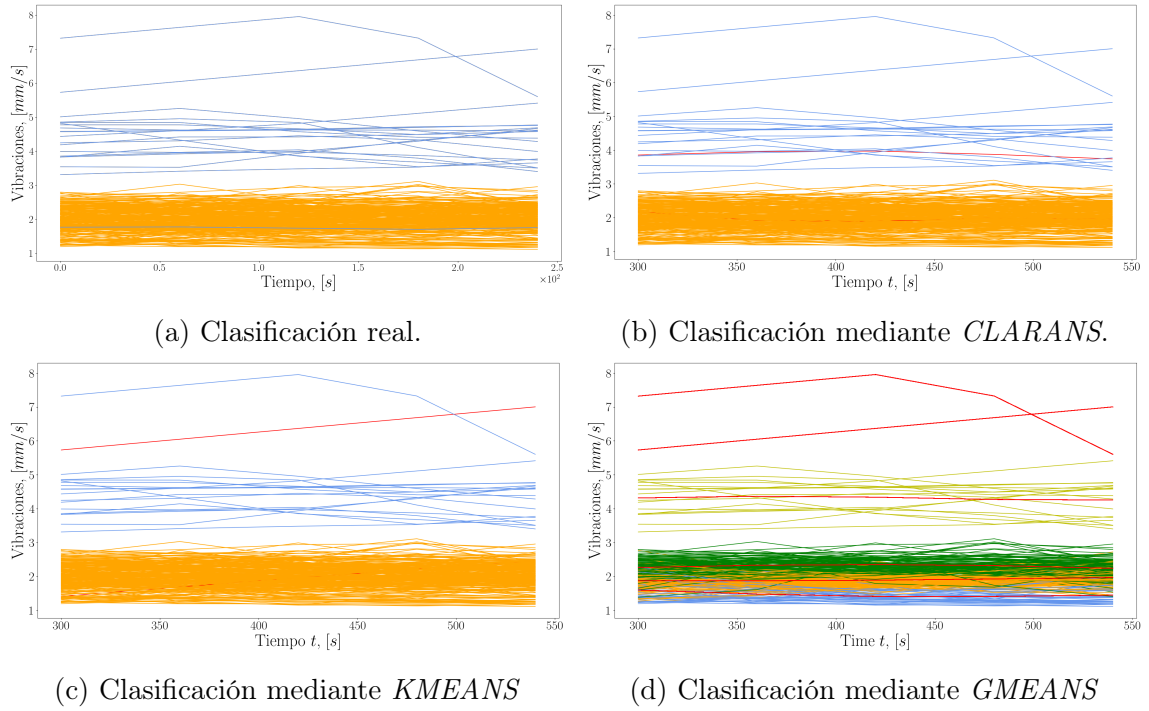 8
7
6
5
4
3
2
1
Vibraciones, [mm/s]
0.0 0.5 1.0 1.5 2.0 2.5
×10²
Tiempo, [s]
(a) Clasificación real.
8
7
6
5
4
3
2
1
Vibraciones, [mm/s]
300 350 400 450 500 550
Tiempo t, [s]
(b) Clasificación mediante CLARANS.
8
7
6
5
4
3
2
1
Vibraciones, [mm/s]
300 350 400 450 500 550
Tiempo t, [s]
(c) Clasificación mediante KMEANS
8
7
6
5
4
3
2
1
Vibraciones, [mm/s]
300 350 400 450 500 550
Time t, [s]
(d) Clasificación mediante GMEANS